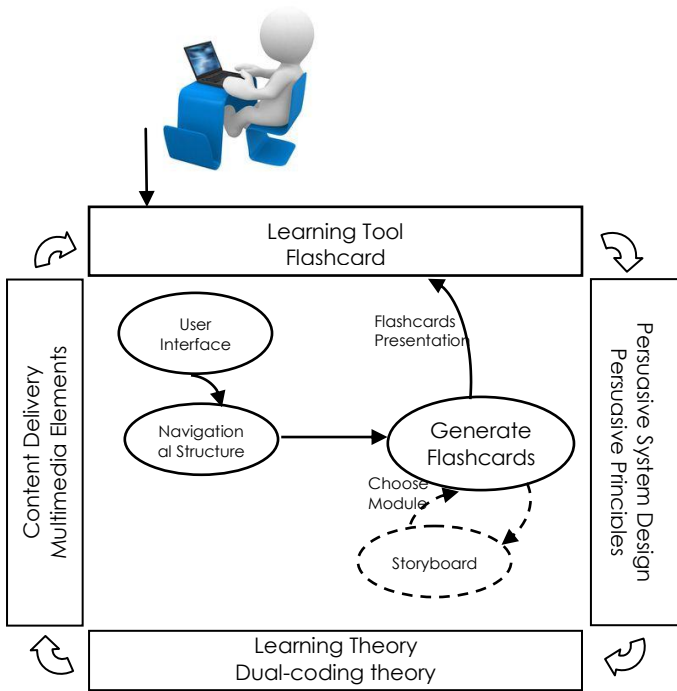 Learning Tool
Flashcard
User
Interface
Flashcards
Presentation
Navigation
al Structure
Generate
Flashcards
Choose
Module
Storyboard
Content Delivery
Multimedia Elements
Persuasive System Design
Persuasive Principles
Learning Theory
Dual-coding theory